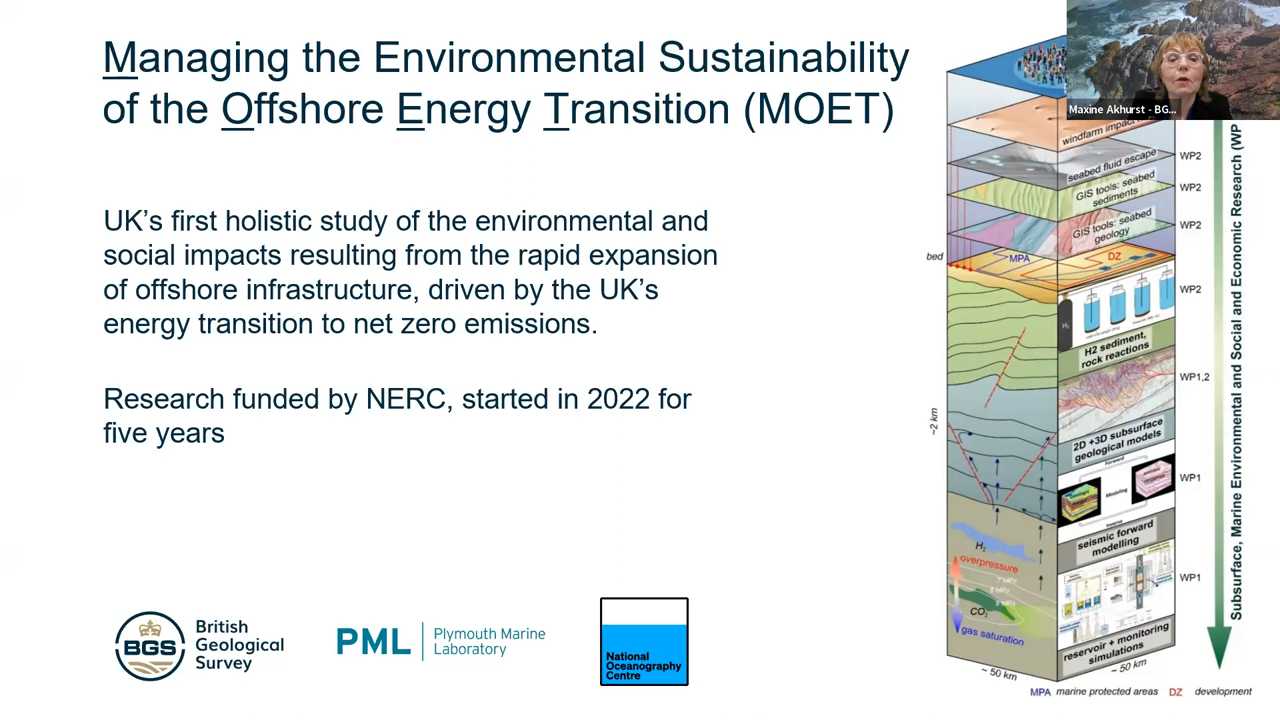 Managing the Environmental Sustainability
of the Offshore Energy Transition (MOET)
UK's first holistic study of the environmental and
social impacts resulting from the rapid expansion
of offshore infrastructure, driven by the UK's
energy transition to net zero emissions.
Research funded by NERC, started in 2022 for
five years
BGS
British
Geological
Survey
PML
Plymouth Marine
Laboratory
National
Oceanography
Centre
Maxine Akhurst - BG...
windfarm impact
seabed fluid escape
WP2
GIS tools: seabed
sediments
WP2
GIS tools: seabed
geology
WP2
bed
MPA
DZ
WP2
H2
H2 sediment,
rock reactions
WP1,2
~2 km
2D +3D subsurface
geological models
Forward
Modelling
Inverse
WP1
seismic forward
modelling
H2
overpressure
WP1
CO2
gas saturation
reservoir + monitoring
simulations
~ 50 km
~ 50 km
MPA marine protected areas DZ development
Subsurface, Marine Environmental and Social and Economic Research (WP